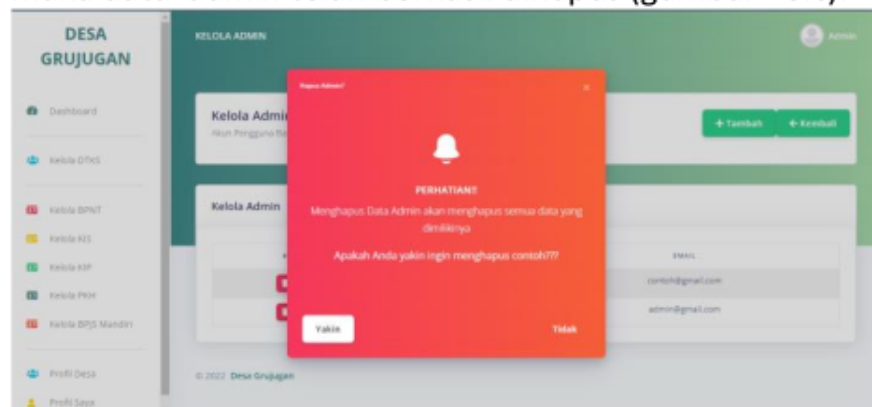 DESA
GRUJUGAN
KELOLA ADMIN
Admin
Dashboard
Kelola DTKS
Kelola BPNT
Kelola KIS
Kelola KIP
Kelola PKH
Kelola BPJS Mandiri
Profil Desa
Profil Saya
Kelola Admi
Akun Pengguna Ba
+ Tambah
← Kembali
Hapus Admin?
×
PERHATIAN!!
Menghapus Data Admin akan menghapus semua data yang
dimilikinya
Apakah Anda yakin ingin menghapus contoh???
Yakin
Tidak
Kelola Admin
EMAIL
contoh@gmail.com
admin@gmail.com
© 2022 Desa Grujugan